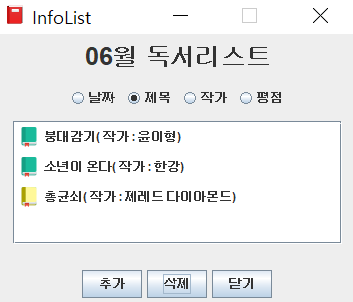 InfoList
06월 독서리스트
날짜 제목 작가 평점
붕대감기( 작가 : 윤이형)
소년이 온다( 작가 : 한강)
총균쇠( 작가 : 제레드 다이아몬드)
추가 삭제 닫기